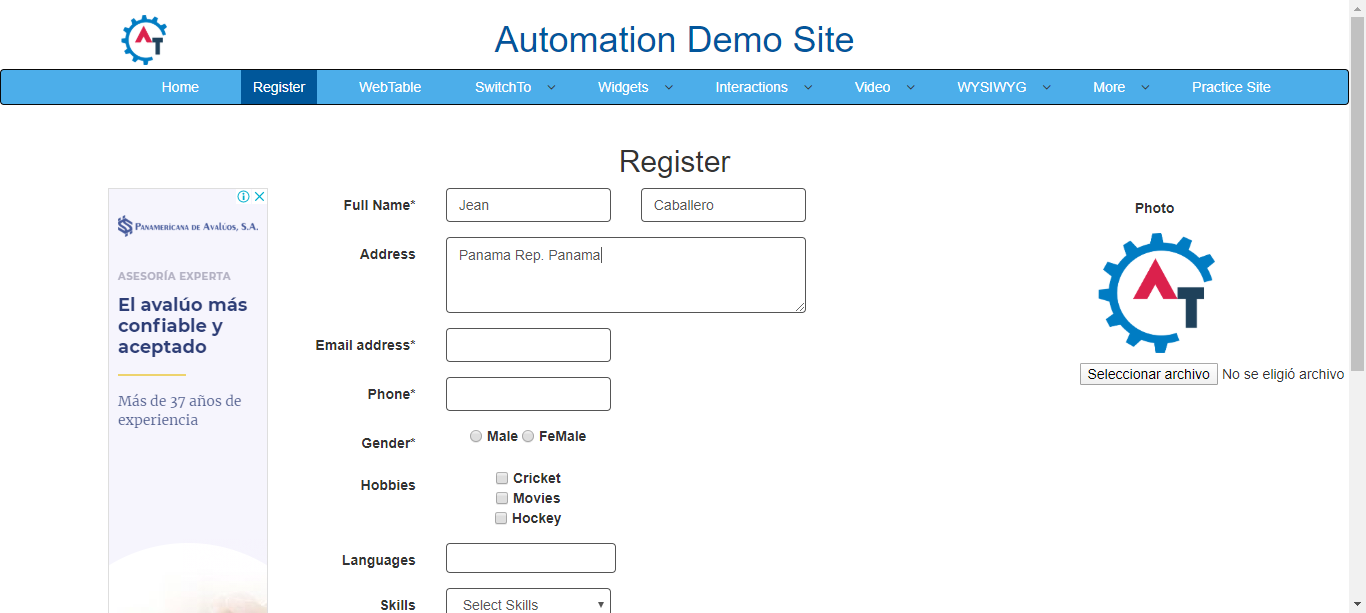 AT
Automation Demo Site
Home Register WebTable SwitchTo Widgets Interactions Video WYSIWYG More Practice Site
Register
PANAMERICANA DE AVALÚOS, S.A.
ASESORÍA EXPERTA
El avalúo más
confiable y
aceptado
Más de 37 años de
experiencia
Full Name* Jean Caballero
Address Panama Rep. Panama
Email address*
Phone*
Gender* Male FeMale
Hobbies Cricket
Movies
Hockey
Languages
Skills Select Skills
Photo
AT
Seleccionar archivo No se eligió archivo